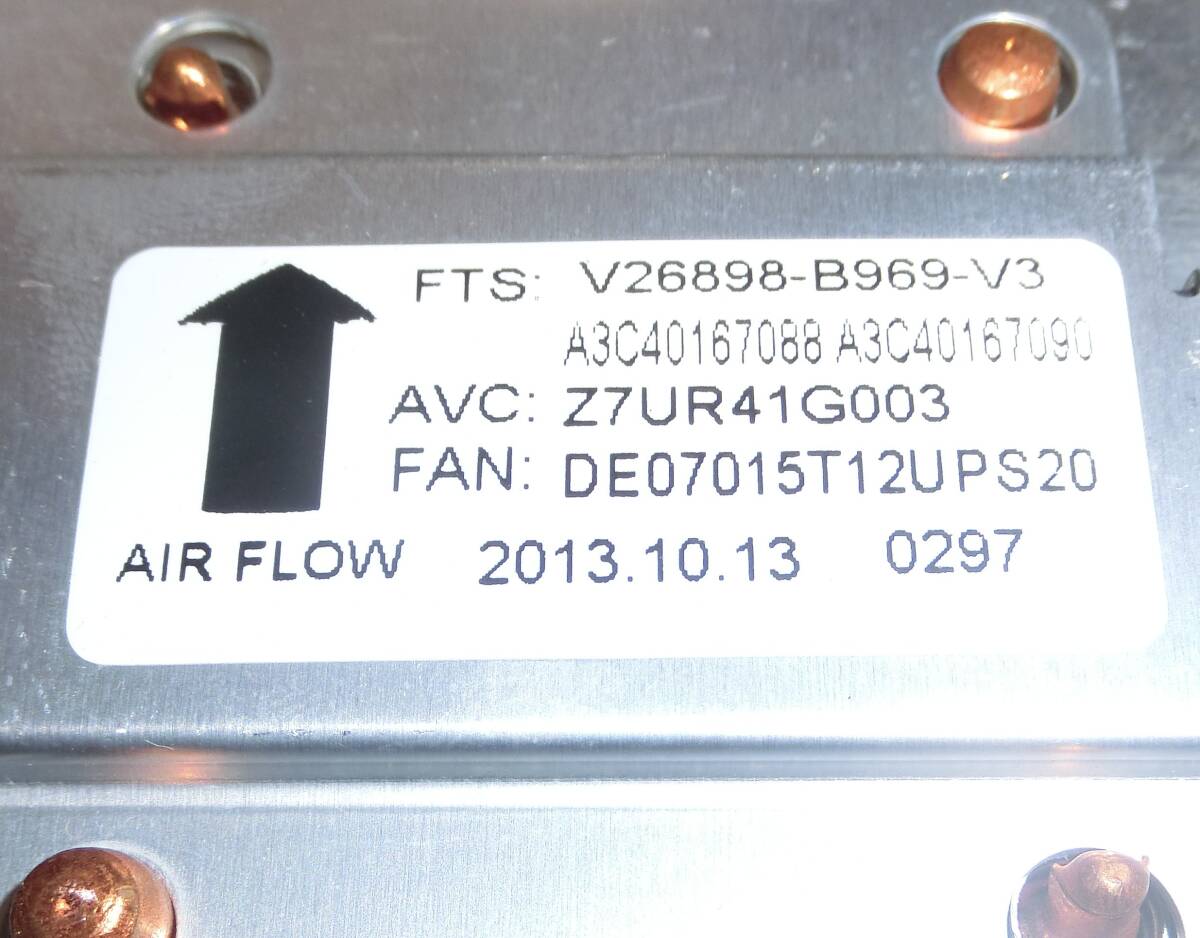 FTS: V26898-B969-V3
A3C40167088 A3C40167090
AVC: Z7UR41G003
FAN: DE07015T12UPS20
AIR FLOW 2013.10.13 0297